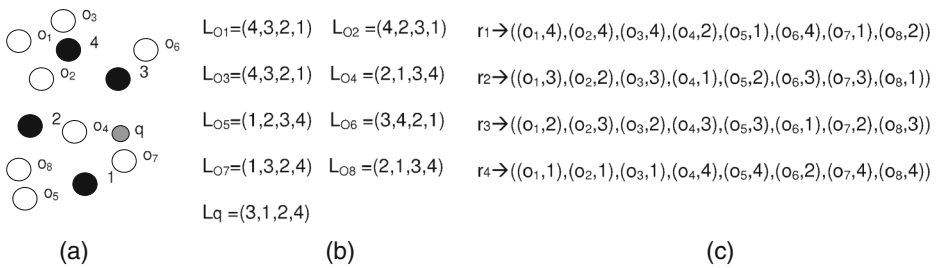 o3
o1
4
o6
o2
3
2
o4
q
o7
o8
1
o5
LO1=(4,3,2,1) LO2 =(4,2,3,1)
LO3=(4,3,2,1) LO4 =(2,1,3,4)
LO5=(1,2,3,4) LO6 =(3,4,2,1)
LO7=(1,3,2,4) LO8 =(2,1,3,4)
Lq =(3,1,2,4)
r1→((o1,4),(o2,4),(o3,4),(o4,2),(o5,1),(o6,4),(o7,1),(o8,2))
r2→((o1,3),(o2,2),(o3,3),(o4,1),(o5,2),(o6,3),(o7,3),(o8,1))
r3→((o1,2),(o2,3),(o3,2),(o4,3),(o5,3),(o6,1),(o7,2),(o8,3))
r4→((o1,1),(o2,1),(o3,1),(o4,4),(o5,4),(o6,2),(o7,4),(o8,4))
(a) (b) (c)